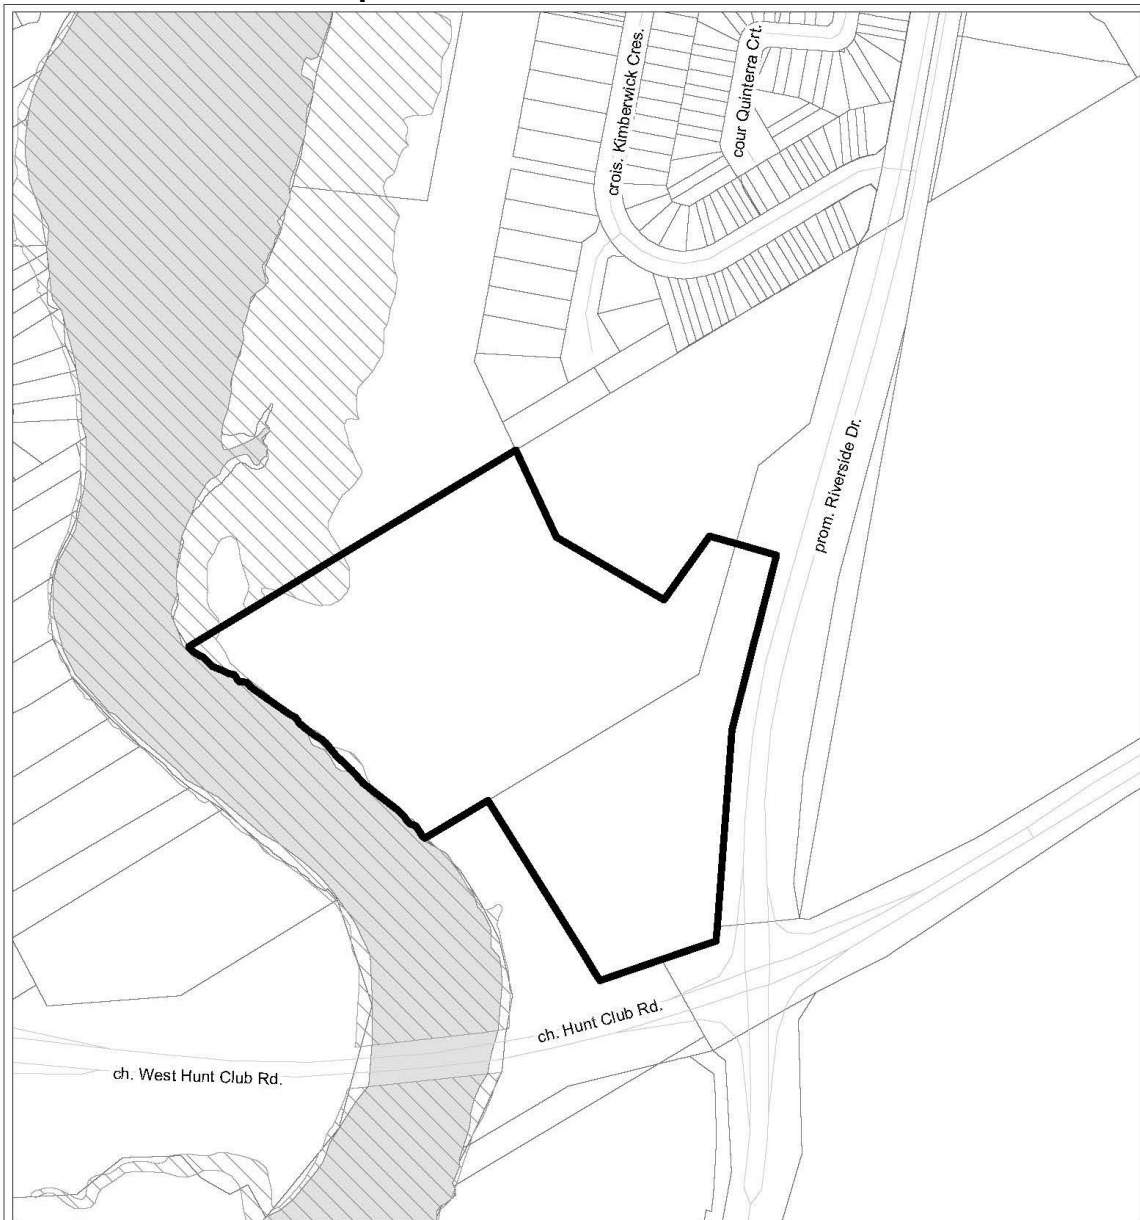 crois. Kimberwick Cres.
cour Quinterra Crt.
prom. Riverside Dr.
ch. Hunt Club Rd.
ch. West Hunt Club Rd.